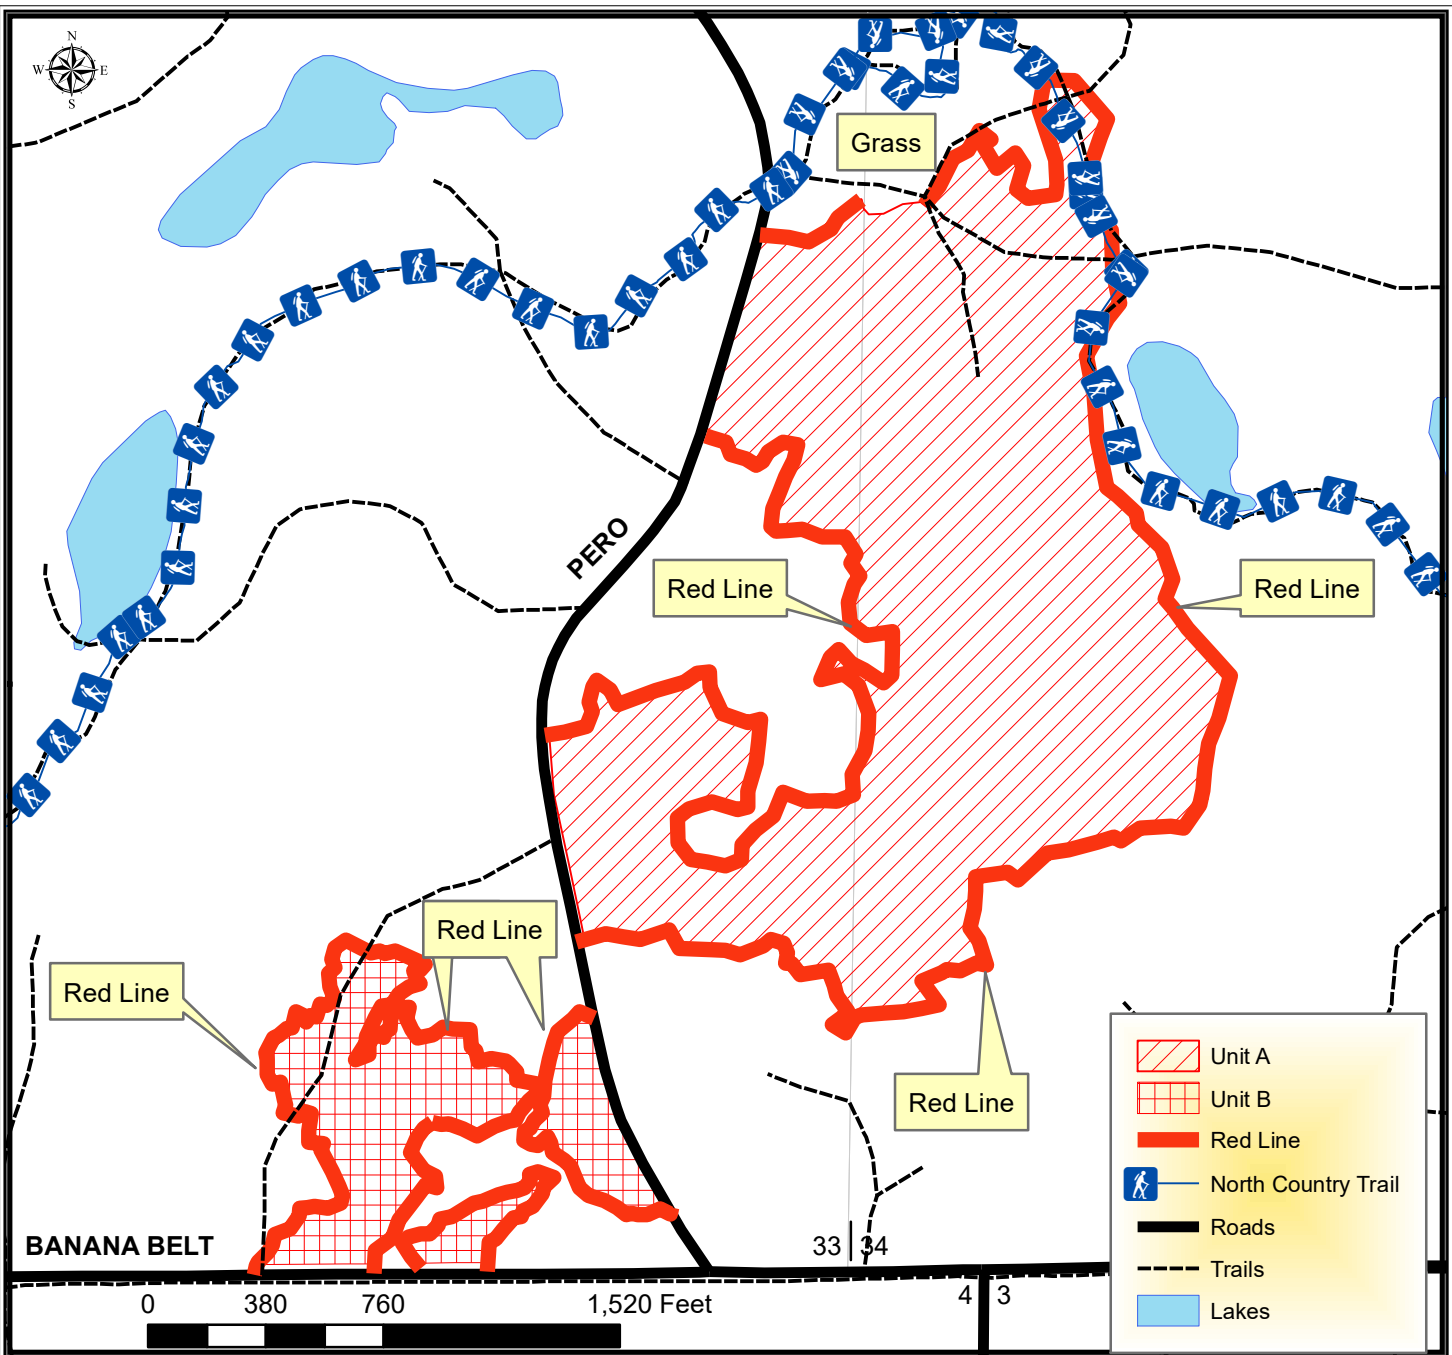 N
W E
S
Grass
PERO
Red Line
Red Line
Red Line
Red Line
Red Line
BANANA BELT
33 34
4 3
0 380 760 1,520 Feet
Unit A
Unit B
Red Line
North Country Trail
Roads
Trails
Lakes